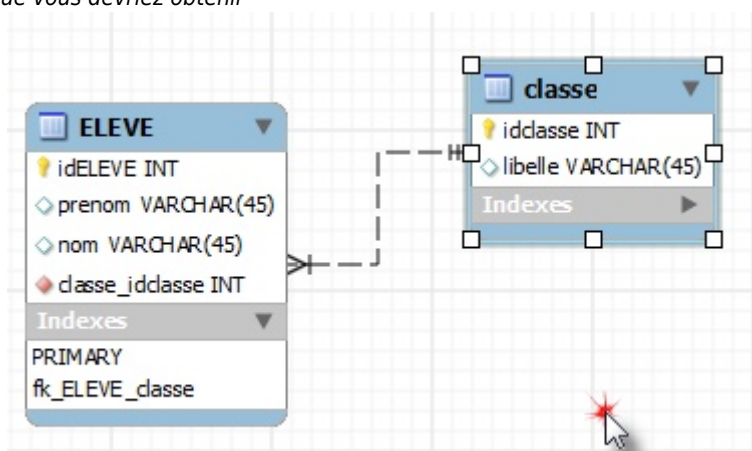 ue vous devriez obtenir
ELEVE
idELEVE INT
prenom VARCHAR(45)
nom VARCHAR(45)
classe_idclasse INT
Indexes
PRIMARY
fk_ELEVE_classe
classe
idclasse INT
libelle VARCHAR(45)
Indexes